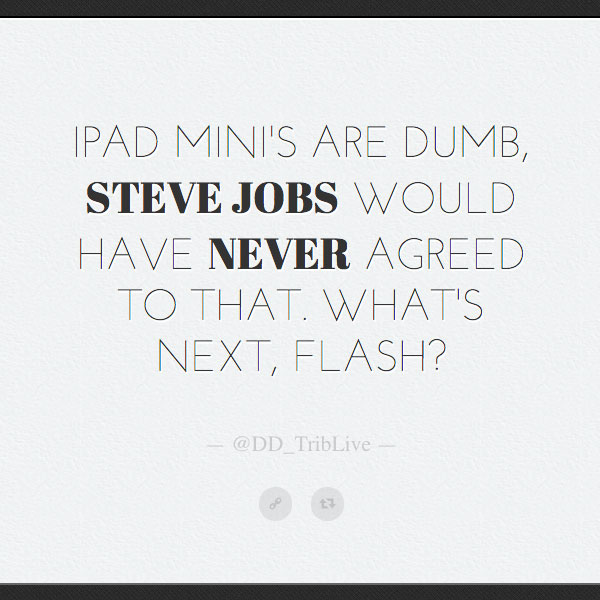 IPAD MINI'S ARE DUMB,
STEVE JOBS WOULD
HAVE NEVER AGREED
TO THAT. WHAT'S
NEXT, FLASH?
— @DD_TribLive —